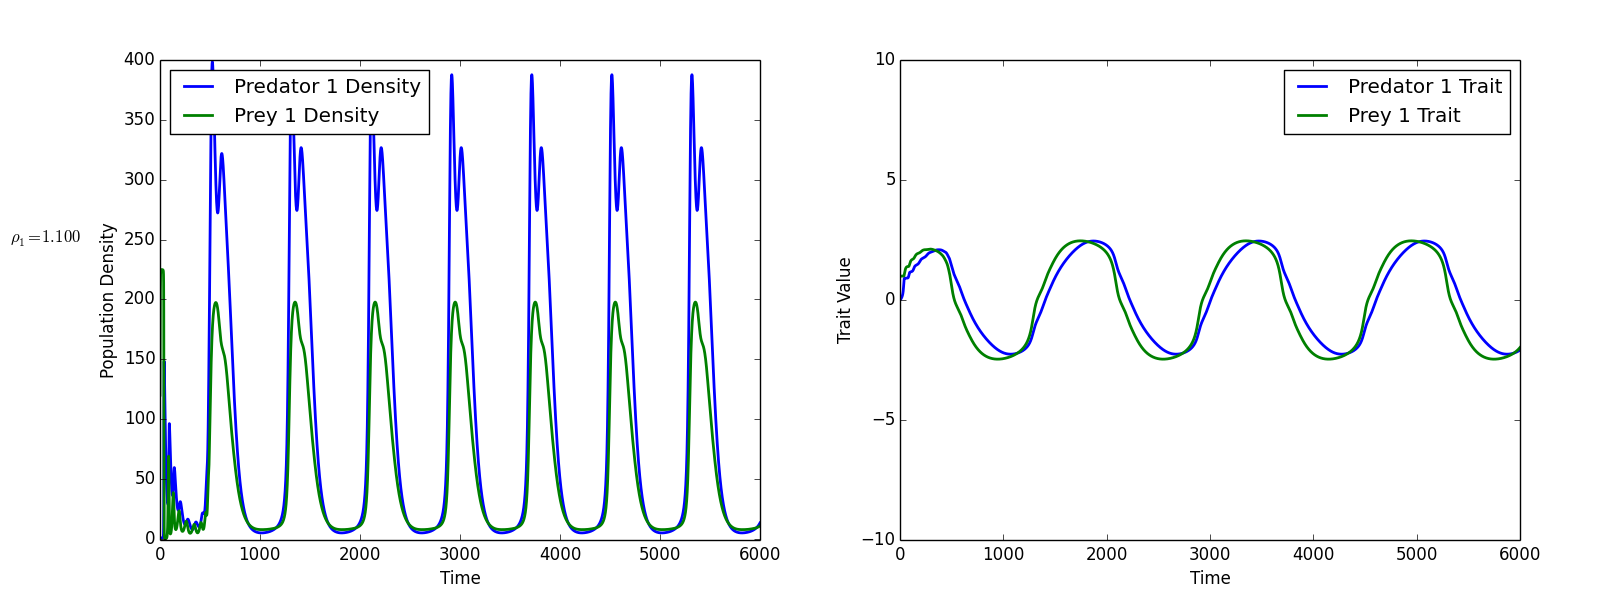 ρ₁=1.100
Population Density
400
350
300
250
200
150
100
50
0
Predator 1 Density
Prey 1 Density
0 1000 2000 3000 4000 5000 6000
Time
Trait Value
10
5
0
−5
−10
Predator 1 Trait
Prey 1 Trait
0 1000 2000 3000 4000 5000 6000
Time